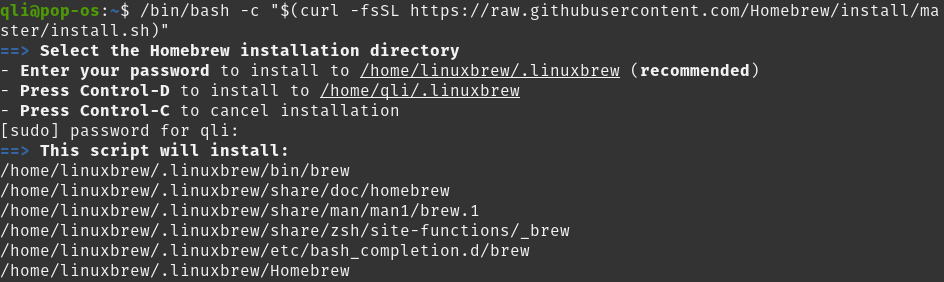 qli@pop-os:~$ /bin/bash -c "$(curl -fsSL https://raw.githubusercontent.com/Homebrew/install/ma
ster/install.sh)"
==> Select the Homebrew installation directory
- Enter your password to install to /home/linuxbrew/.linuxbrew (recommended)
- Press Control-D to install to /home/qli/.linuxbrew
- Press Control-C to cancel installation
[sudo] password for qli:
==> This script will install:
/home/linuxbrew/.linuxbrew/bin/brew
/home/linuxbrew/.linuxbrew/share/doc/homebrew
/home/linuxbrew/.linuxbrew/share/man/man1/brew.1
/home/linuxbrew/.linuxbrew/share/zsh/site-functions/_brew
/home/linuxbrew/.linuxbrew/etc/bash_completion.d/brew
/home/linuxbrew/.linuxbrew/Homebrew